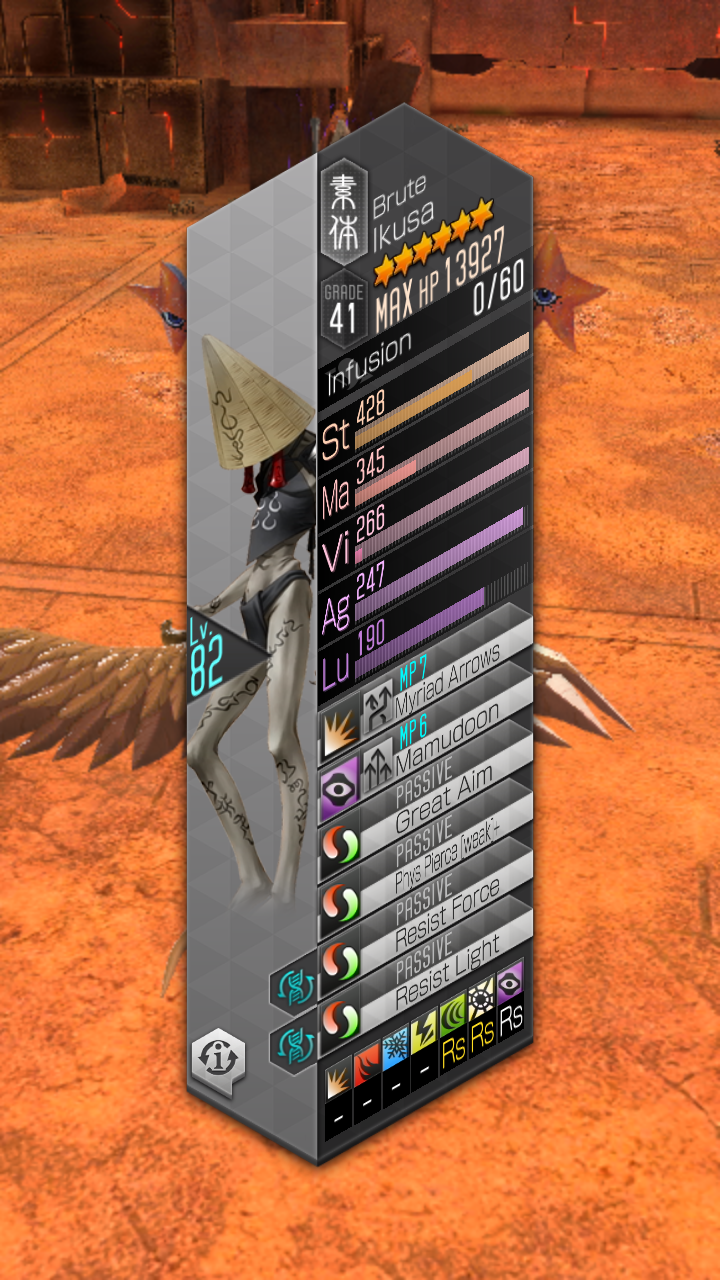 素体
Brute
Ikusa
GRADE
41
MAX HP 13927
0/60
Infusion
St 428
Ma 345
Vi 266
Ag 247
Lu 190
Lv.
82
MP 7
Myriad Arrows
MP 6
Mamudoon
PASSIVE
Great Aim
PASSIVE
Phys Pierce [weak]+
PASSIVE
Resist Force
PASSIVE
Resist Light
- - - - Rs Rs Rs